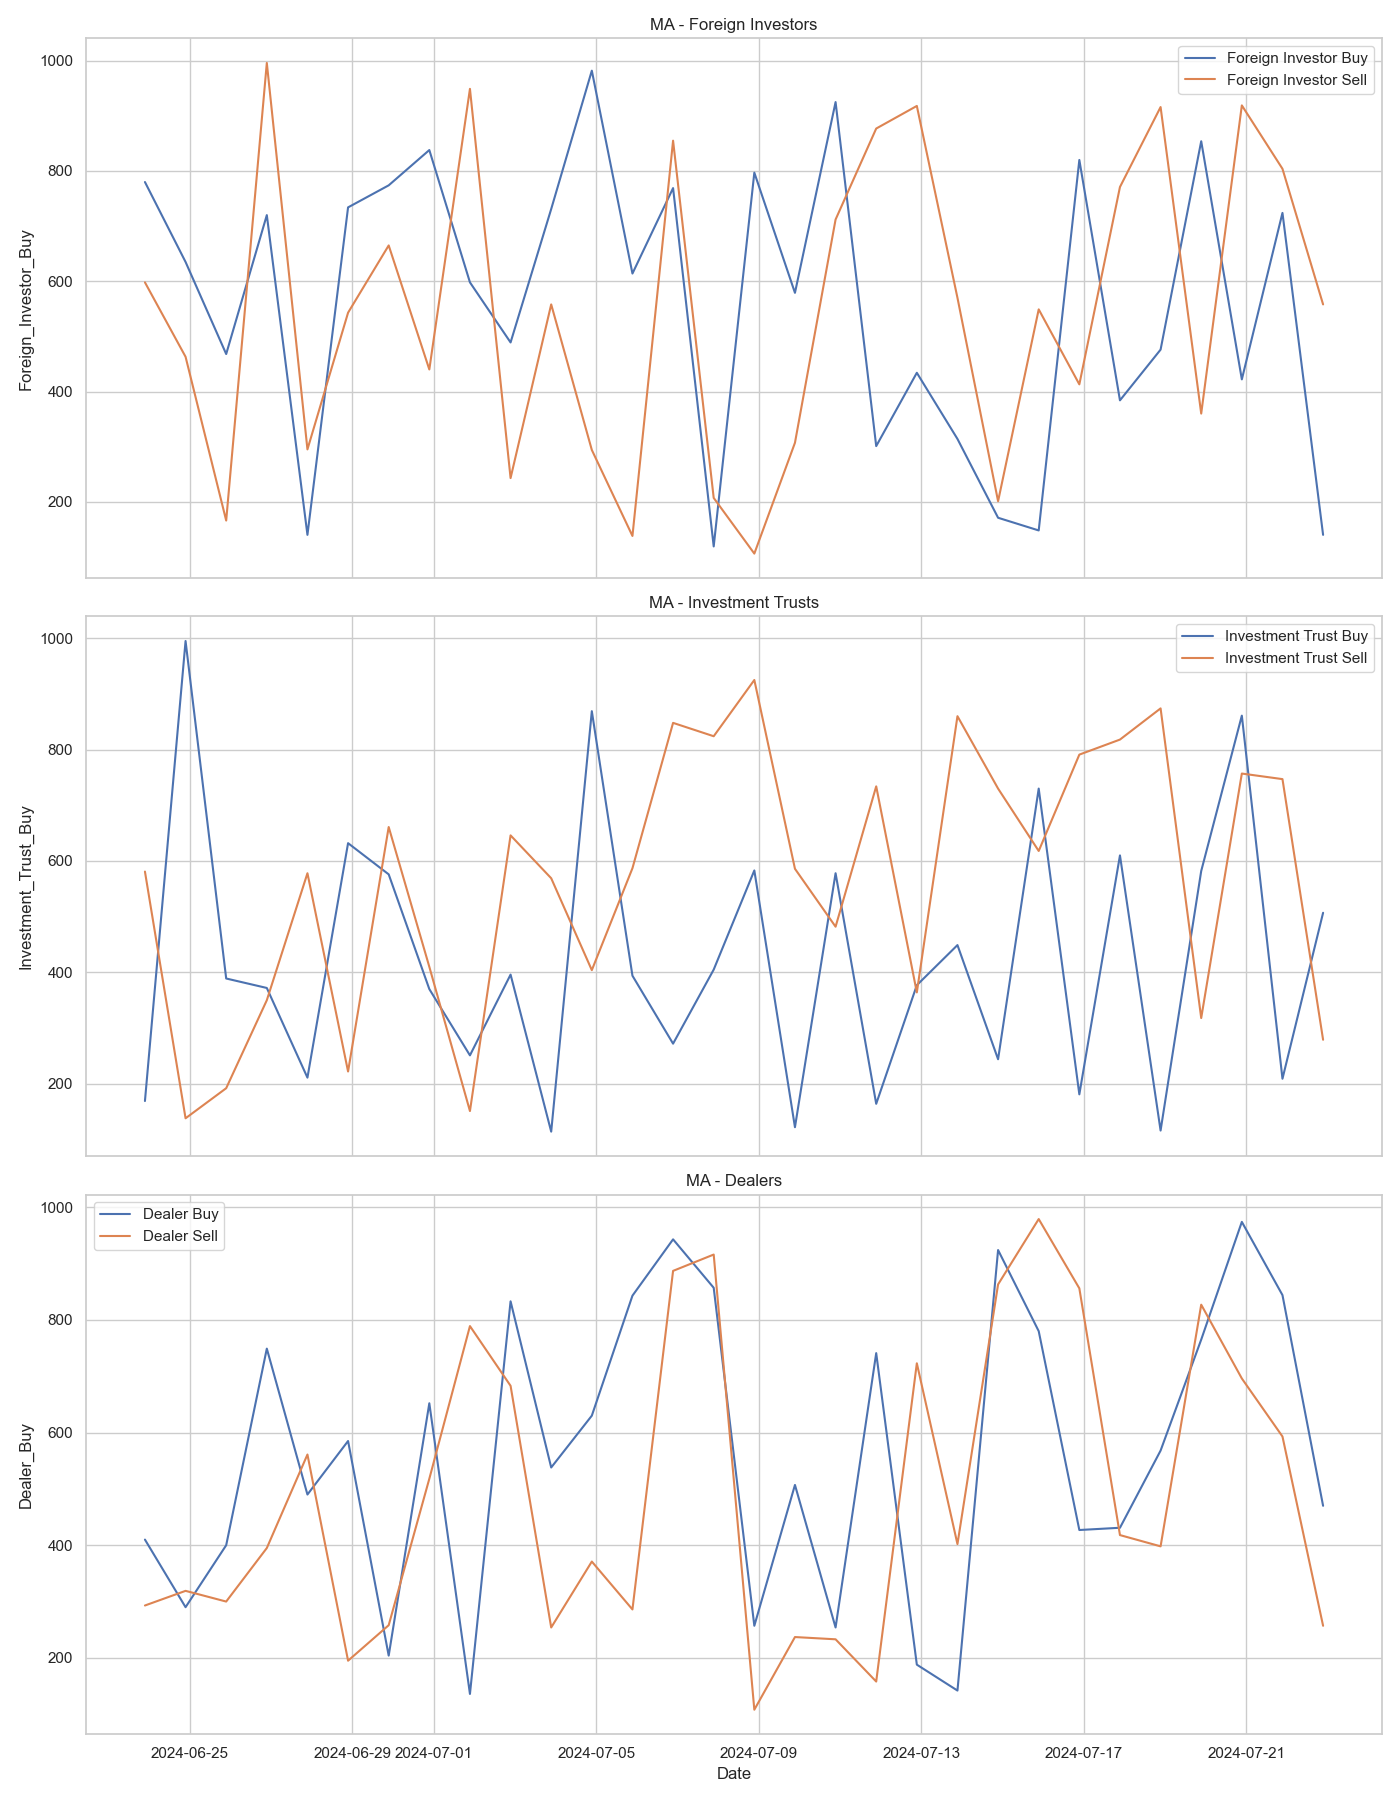 MA - Foreign Investors
Foreign_Investor_Buy
1000
800
600
400
200
Foreign Investor Buy
Foreign Investor Sell
MA - Investment Trusts
Investment_Trust_Buy
1000
800
600
400
200
Investment Trust Buy
Investment Trust Sell
MA - Dealers
Dealer_Buy
1000
800
600
400
200
Dealer Buy
Dealer Sell
2024-06-25 2024-06-29 2024-07-01 2024-07-05 2024-07-09 2024-07-13 2024-07-17 2024-07-21
Date